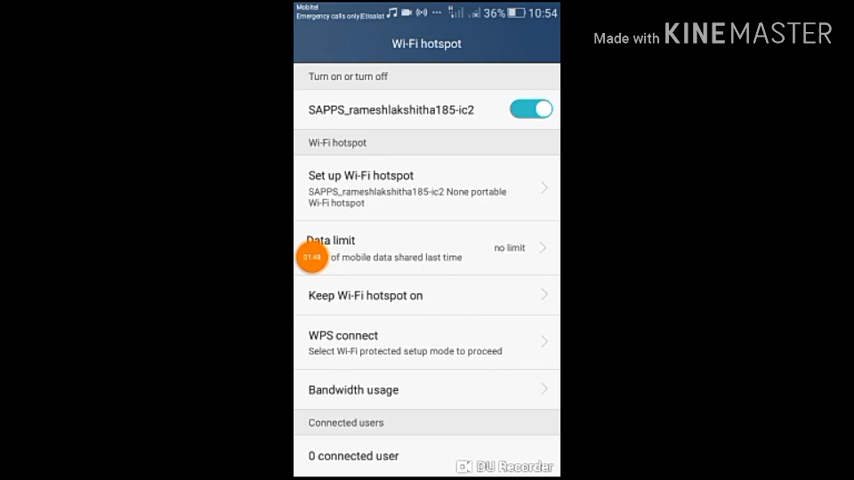 Mobitel
Emergency calls only|Etisalat
36%
10:54
Made with KINEMASTER
Wi-Fi hotspot
Turn on or turn off
SAPPS_rameshlakshitha185-ic2
Wi-Fi hotspot
Set up Wi-Fi hotspot
SAPPS_rameshlakshitha185-ic2 None portable
Wi-Fi hotspot
Data limit
no limit
01:48
of mobile data shared last time
Keep Wi-Fi hotspot on
WPS connect
Select Wi-Fi protected setup mode to proceed
Bandwidth usage
Connected users
0 connected user
DU Recorder